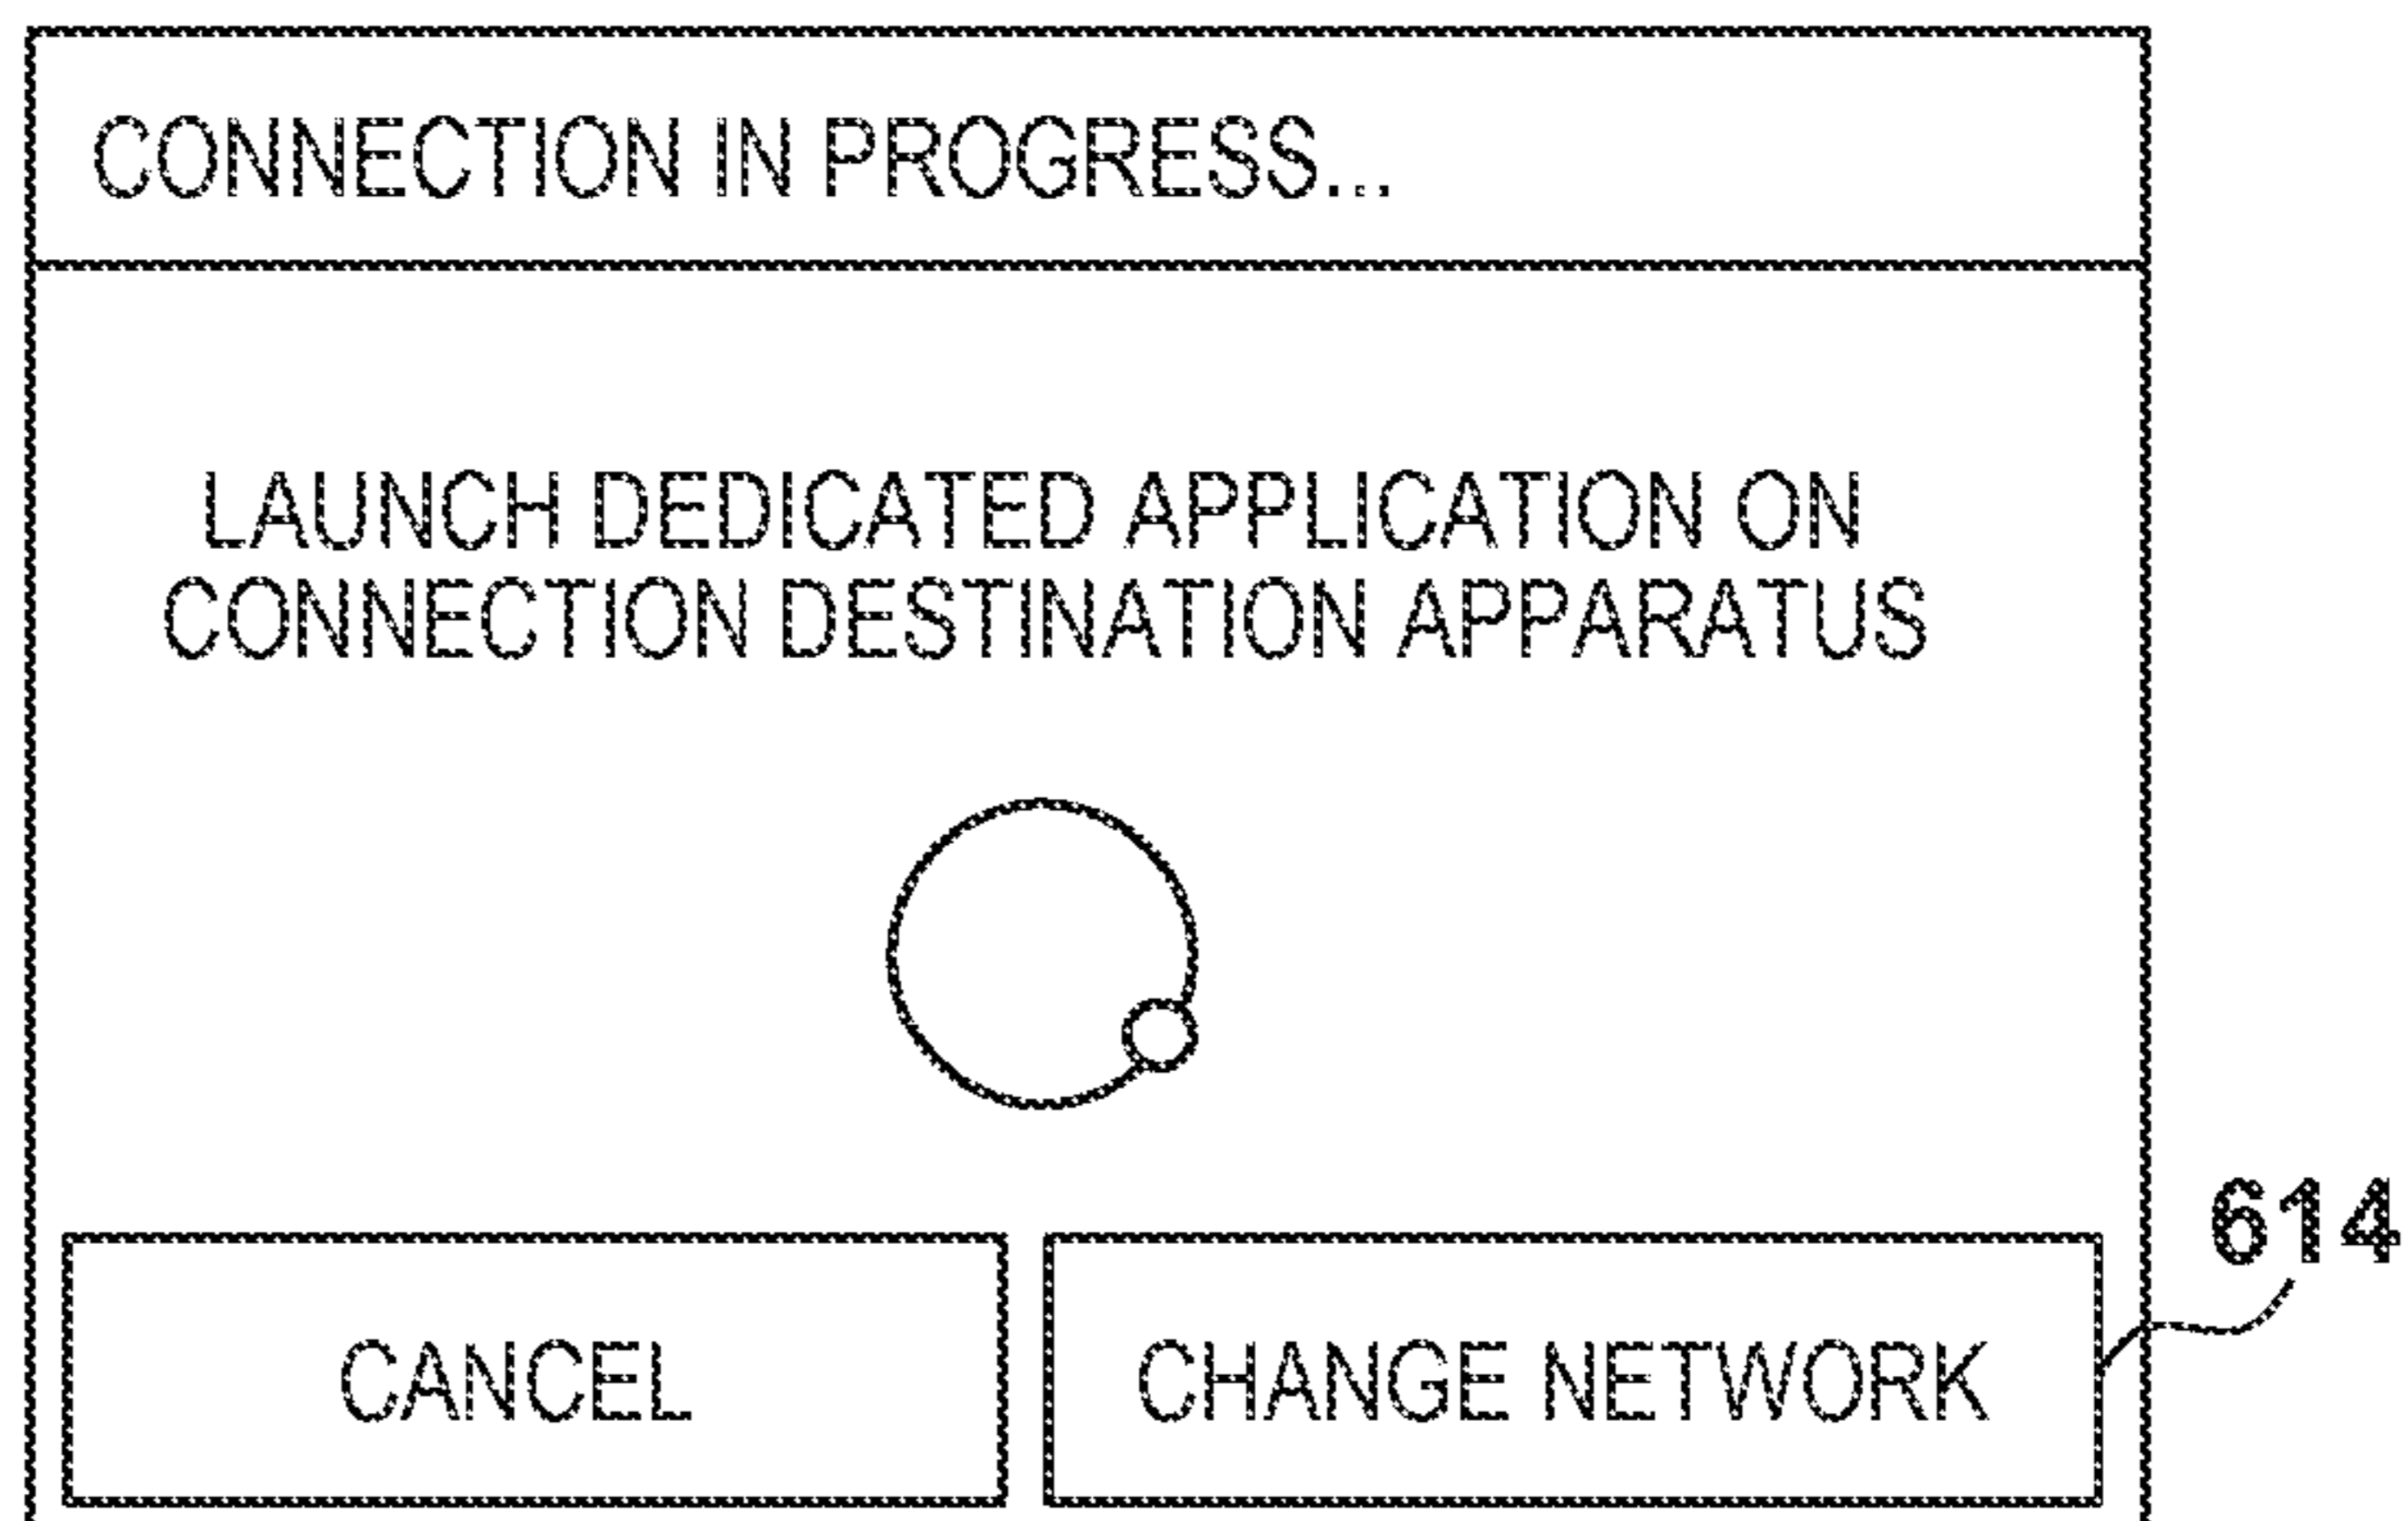 CONNECTION IN PROGRESS...
LAUNCH DEDICATED APPLICATION ON
CONNECTION DESTINATION APPARATUS
614
CANCEL
CHANGE NETWORK